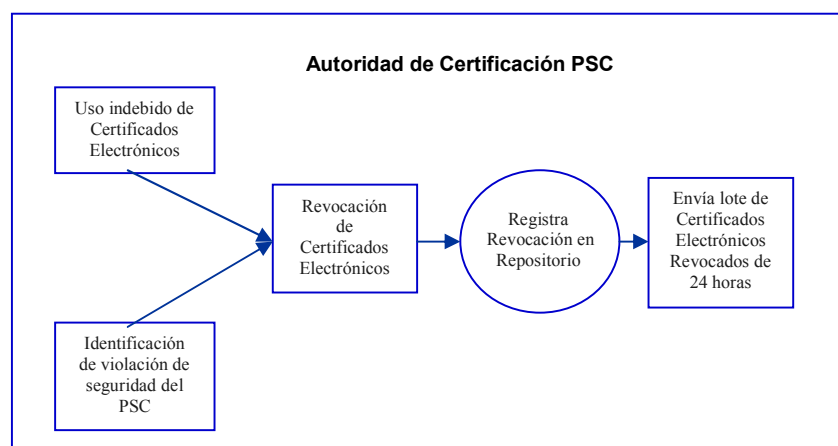 Autoridad de Certificación PSC
Uso indebido de
Certificados
Electrónicos
Revocación
de
Certificados
Electrónicos
Registra
Revocación en
Repositorio
Envía lote de
Certificados
Electrónicos
Revocados de
24 horas
Identificación
de violación de
seguridad del
PSC